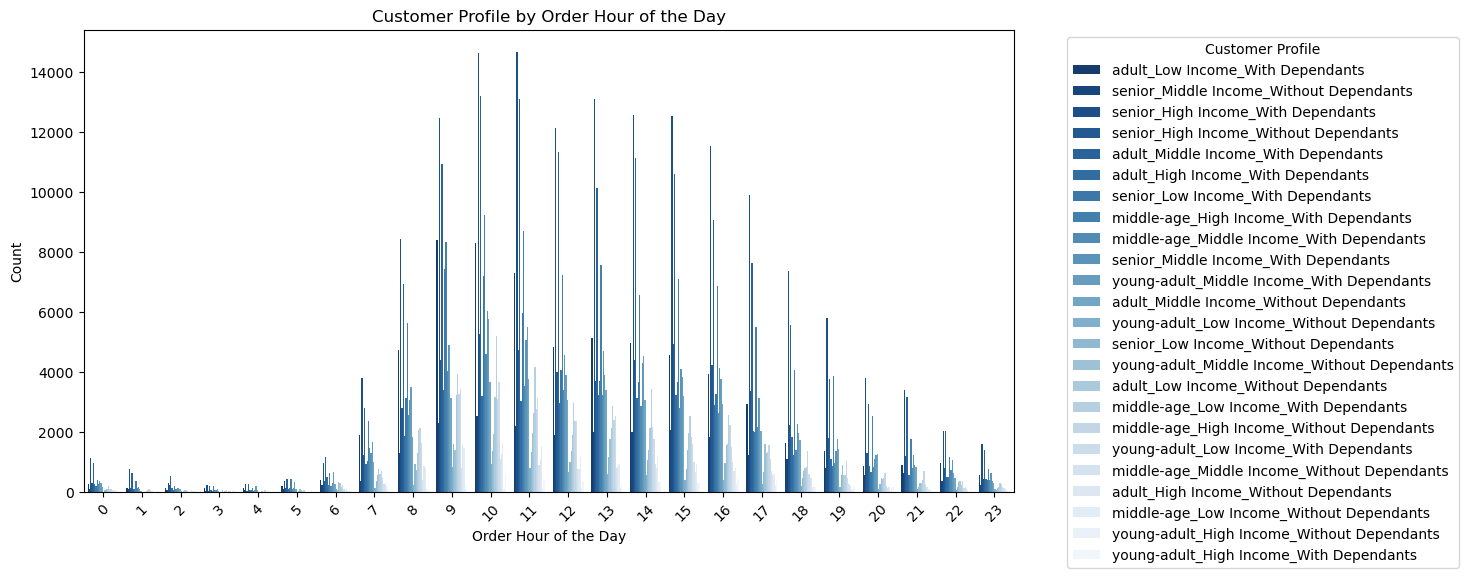 Customer Profile by Order Hour of the Day
Count
14000
12000
10000
8000
6000
4000
2000
0
0 1 2 3 4 5 6 7 8 9 10 11 12 13 14 15 16 17 18 19 20 21 22 23
Order Hour of the Day
Customer Profile
adult_Low Income_With Dependants
senior_Middle Income_Without Dependants
senior_High Income_With Dependants
senior_High Income_Without Dependants
adult_Middle Income_With Dependants
adult_High Income_With Dependants
senior_Low Income_With Dependants
middle-age_High Income_With Dependants
middle-age_Middle Income_With Dependants
senior_Middle Income_With Dependants
young-adult_Middle Income_With Dependants
adult_Middle Income_Without Dependants
young-adult_Low Income_Without Dependants
senior_Low Income_Without Dependants
young-adult_Middle Income_Without Dependants
adult_Low Income_Without Dependants
middle-age_Low Income_With Dependants
middle-age_High Income_Without Dependants
young-adult_Low Income_With Dependants
middle-age_Middle Income_Without Dependants
adult_High Income_Without Dependants
middle-age_Low Income_Without Dependants
young-adult_High Income_Without Dependants
young-adult_High Income_With Dependants